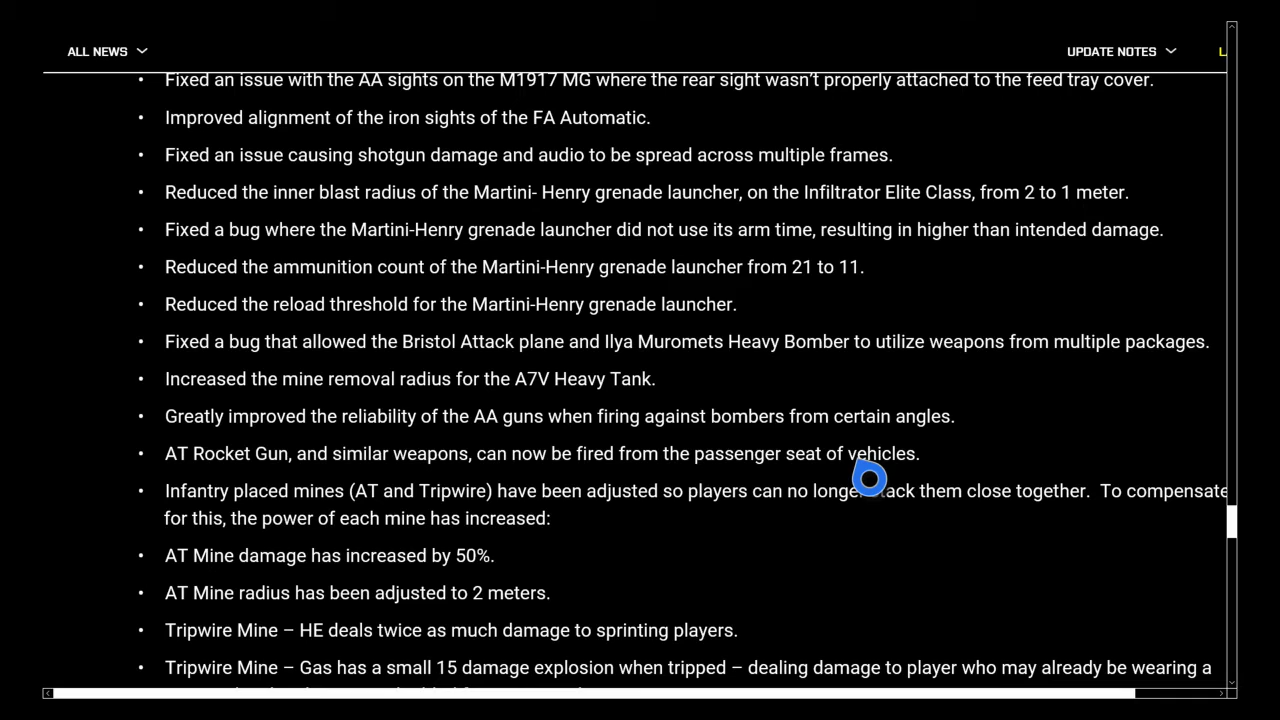 ALL NEWS
UPDATE NOTES
• Fixed an issue with the AA sights on the M1917 MG where the rear sight wasn't properly attached to the feed tray cover.
• Improved alignment of the iron sights of the FA Automatic.
• Fixed an issue causing shotgun damage and audio to be spread across multiple frames.
• Reduced the inner blast radius of the Martini- Henry grenade launcher, on the Infiltrator Elite Class, from 2 to 1 meter.
• Fixed a bug where the Martini-Henry grenade launcher did not use its arm time, resulting in higher than intended damage.
• Reduced the ammunition count of the Martini-Henry grenade launcher from 21 to 11.
• Reduced the reload threshold for the Martini-Henry grenade launcher.
• Fixed a bug that allowed the Bristol Attack plane and Ilya Muromets Heavy Bomber to utilize weapons from multiple packages.
• Increased the mine removal radius for the A7V Heavy Tank.
• Greatly improved the reliability of the AA guns when firing against bombers from certain angles.
• AT Rocket Gun, and similar weapons, can now be fired from the passenger seat of vehicles.
• Infantry placed mines (AT and Tripwire) have been adjusted so players can no longer stack them close together. To compensate
for this, the power of each mine has increased:
• AT Mine damage has increased by 50%.
• AT Mine radius has been adjusted to 2 meters.
• Tripwire Mine – HE deals twice as much damage to sprinting players.
• Tripwire Mine – Gas has a small 15 damage explosion when tripped – dealing damage to player who may already be wearing a